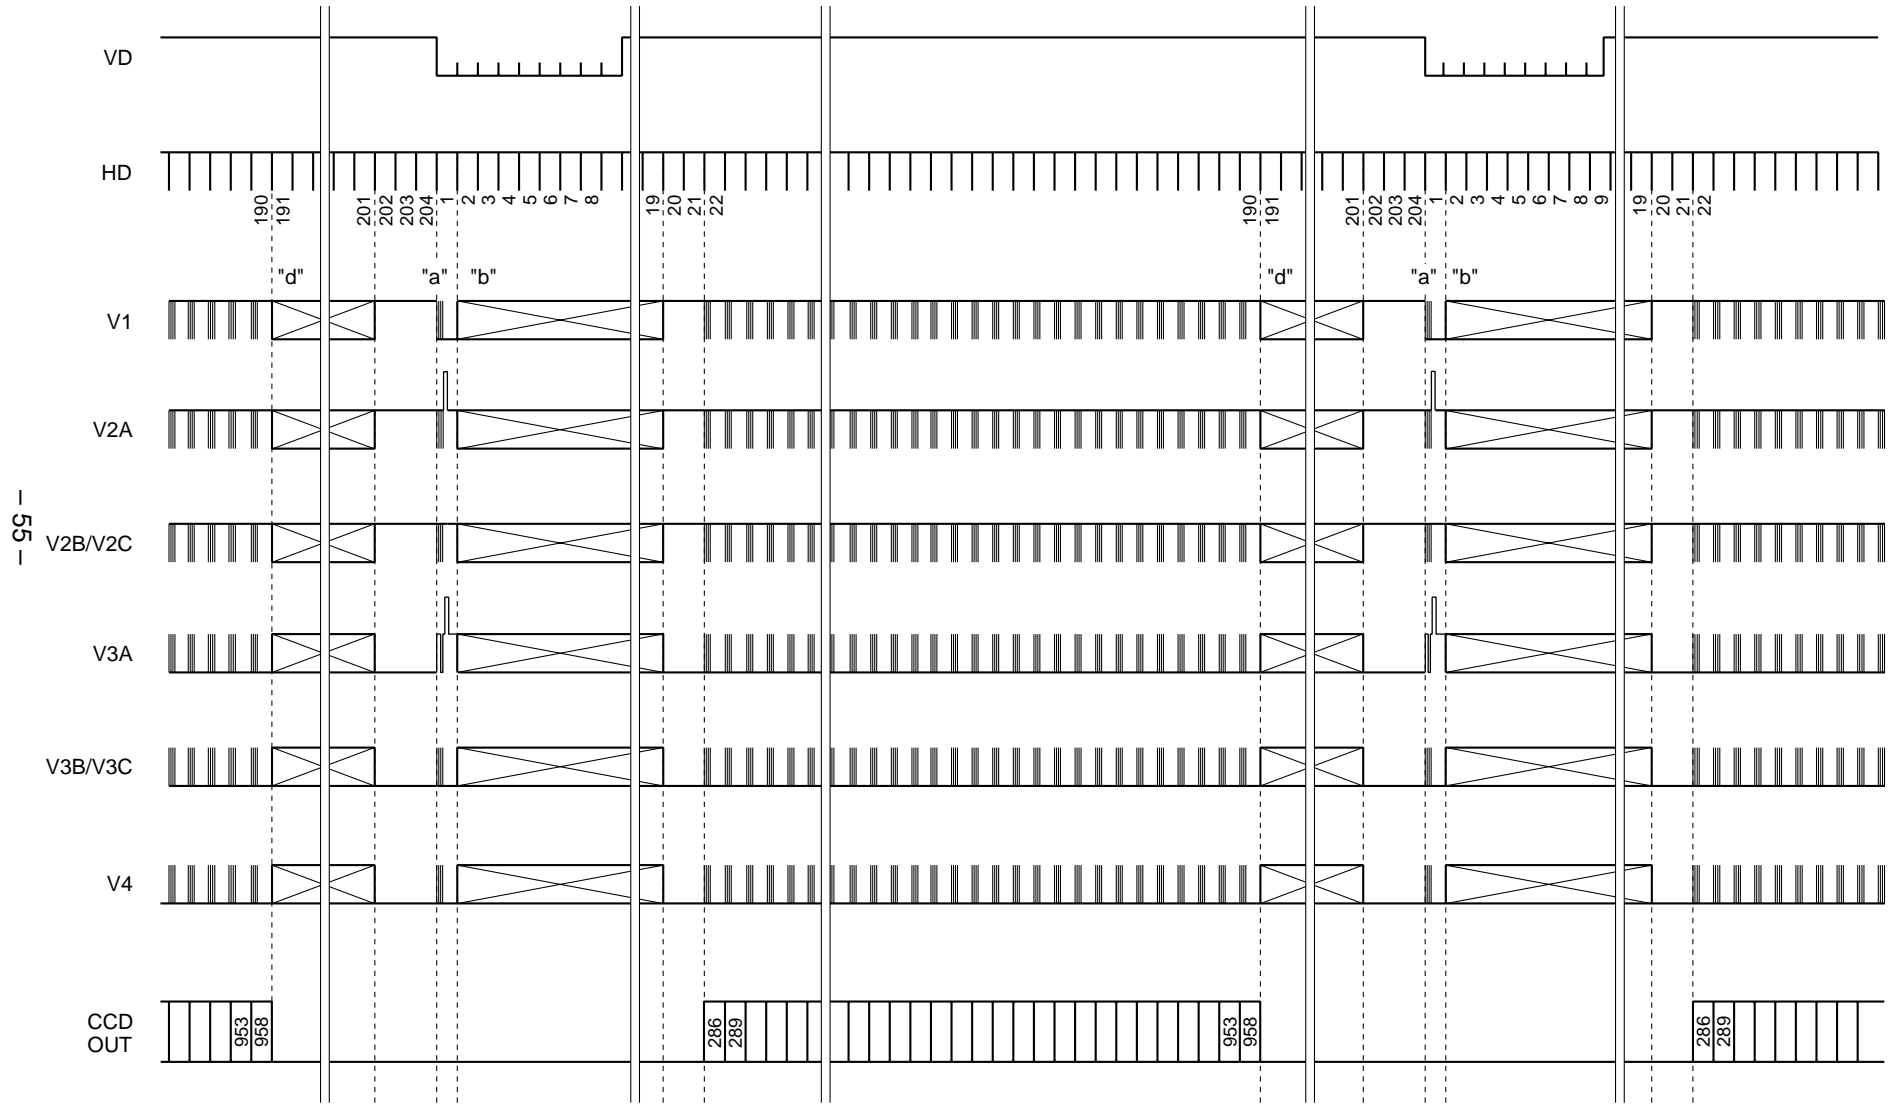 VD
HD
190 191 201 202 203 204 1 2 3 4 5 6 7 8 19 20 21 22 190 191 201 202 203 204 1 2 3 4 5 6 7 8 9 19 20 21 22
"d" "a" "b" "d" "a" "b"
V1
V2A
– 55 –
V2B/V2C
V3A
V3B/V3C
V4
CCD
OUT
953 958 286 289 953 958 286 289